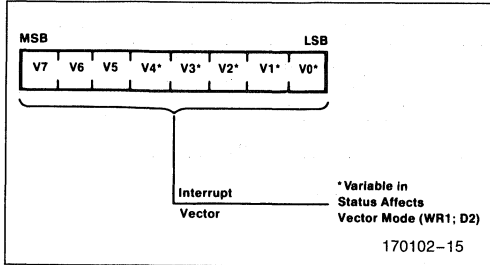 MSB LSB
V7 V6 V5 V4* V3* V2* V1* V0*
Interrupt
Vector
*Variable in
Status Affects
Vector Mode (WR1; D2)
170102-15